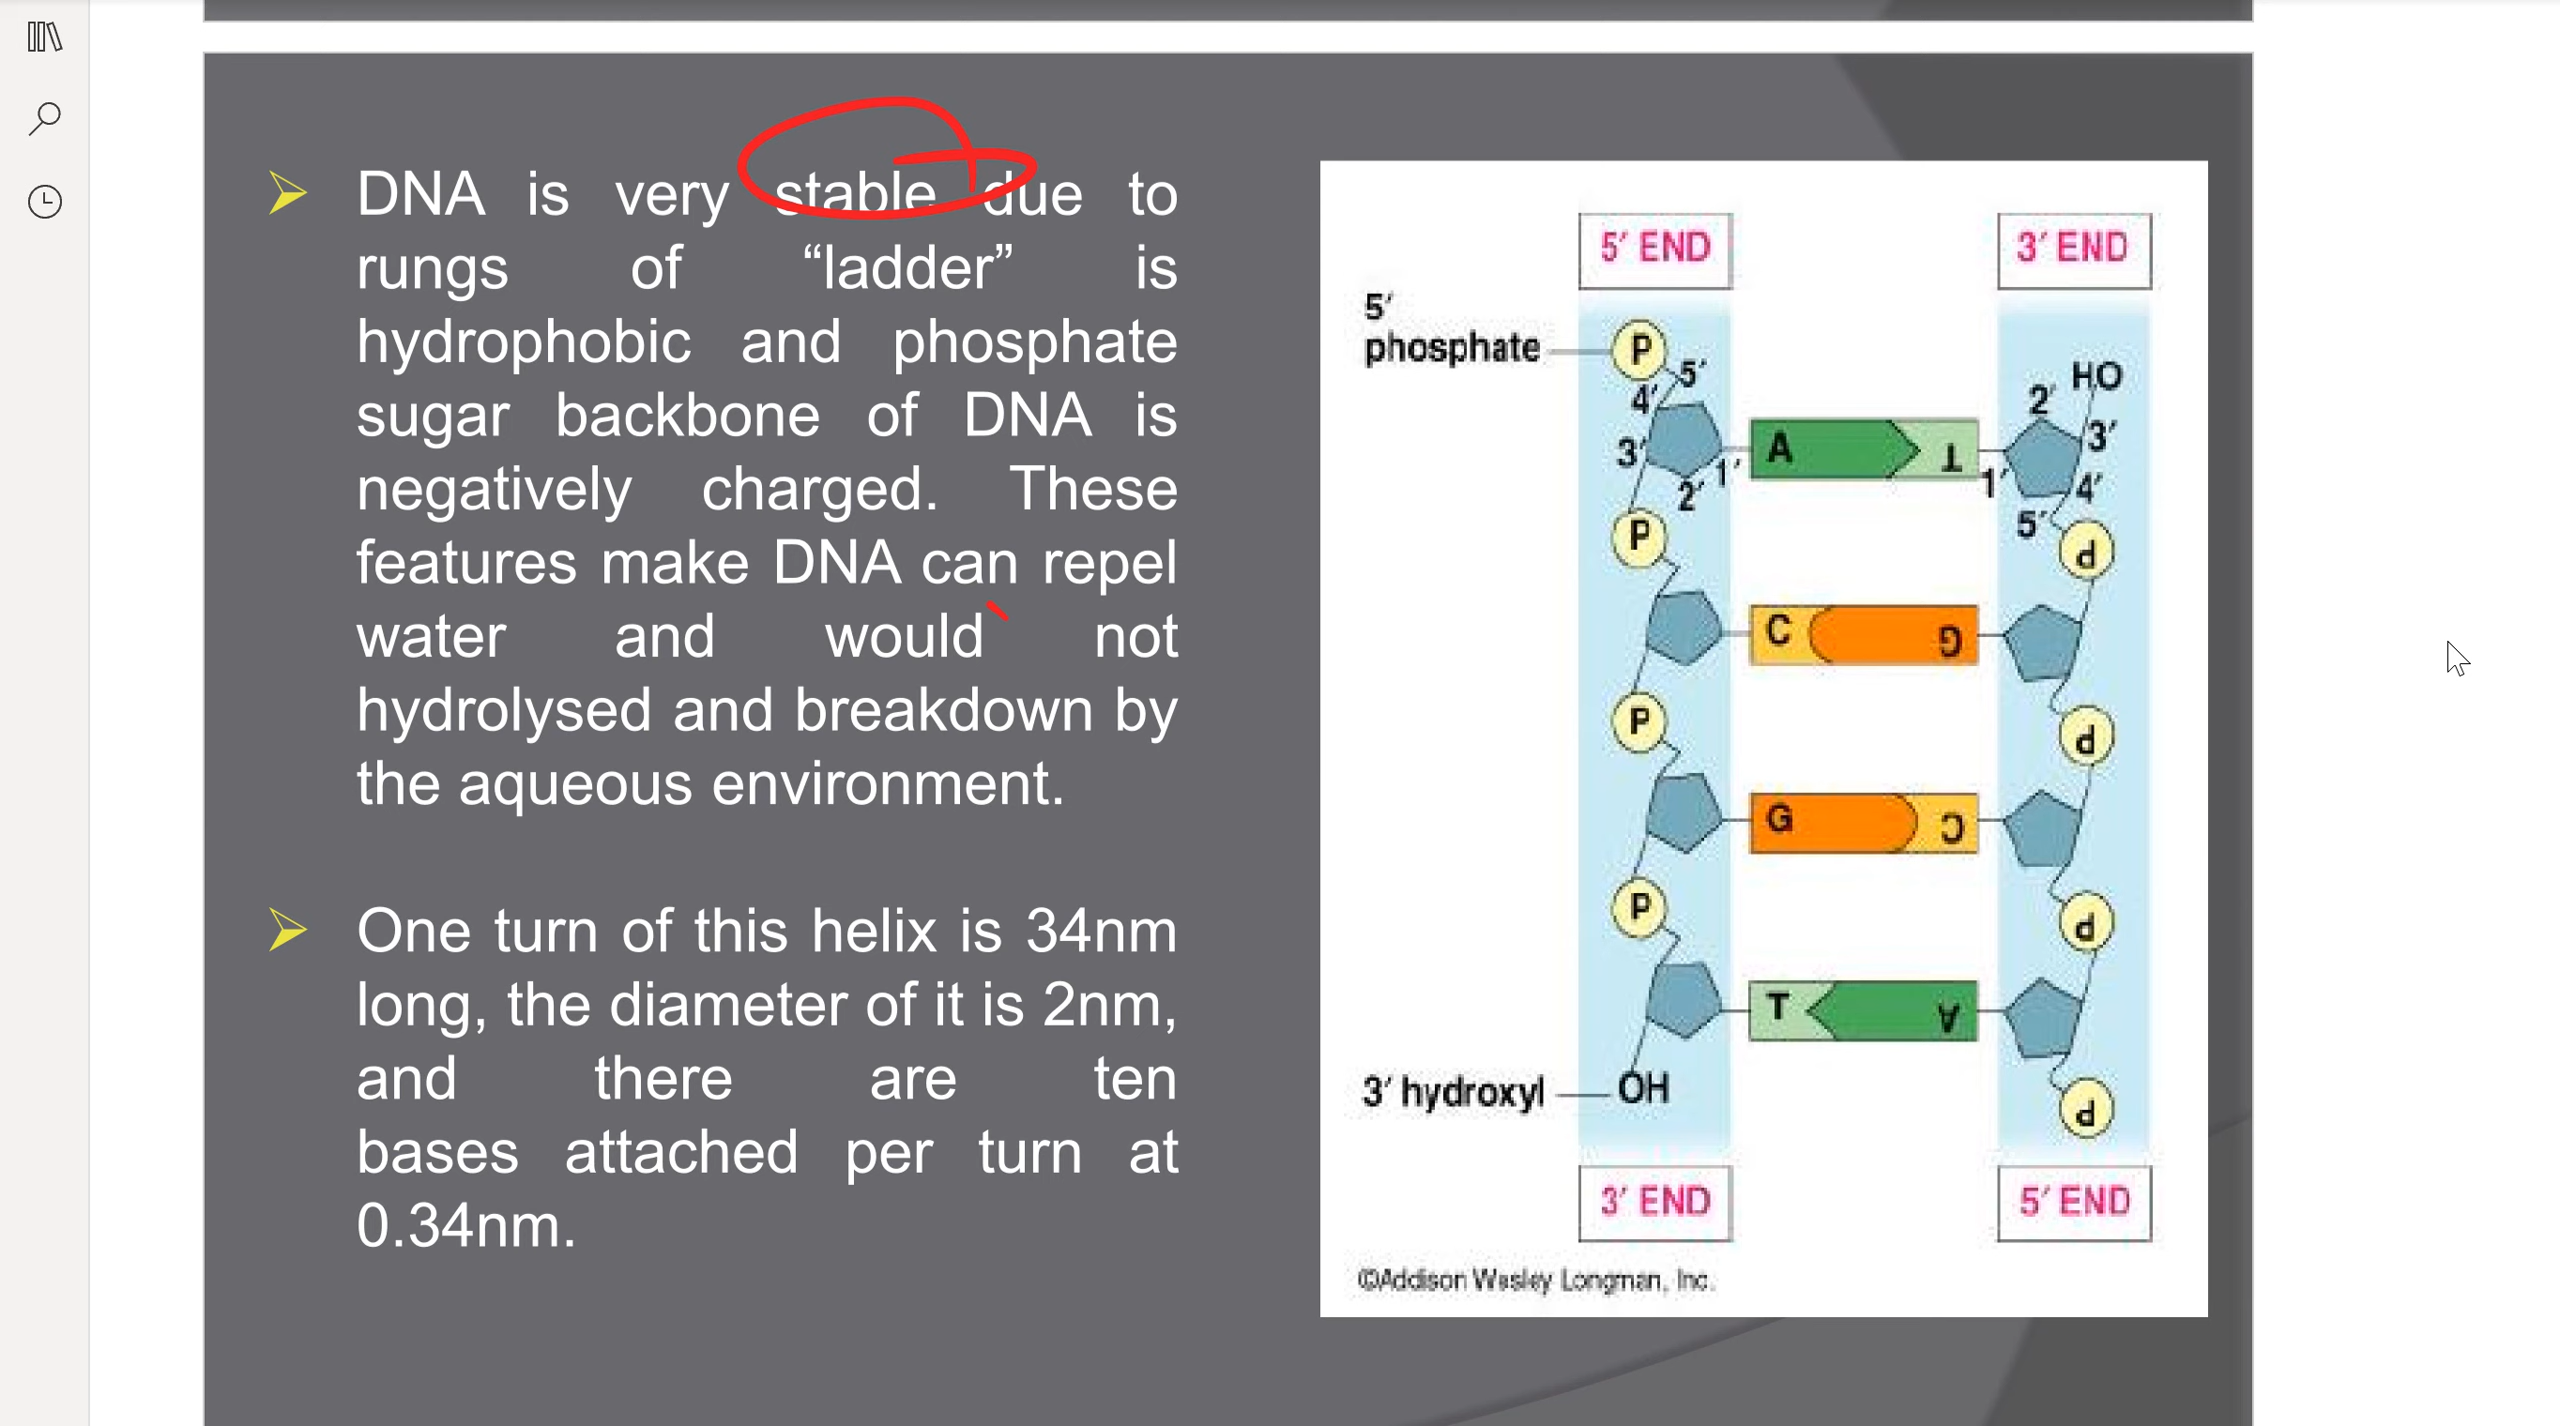 DNA is very stable due to
rungs of “ladder” is
hydrophobic and phosphate
sugar backbone of DNA is
negatively charged. These
features make DNA can repel
water and would not
hydrolysed and breakdown by
the aqueous environment.
One turn of this helix is 34nm
long, the diameter of it is 2nm,
and there are ten
bases attached per turn at
0.34nm.
5′ END
3′ END
5′
phosphate
P
5′
4′
3′
2′
1′
A
T
1′
2′
HO
3′
4′
5′
P
P
C
G
P
P
G
C
P
P
T
A
3′ hydroxyl
OH
P
3′ END
5′ END
©Addison Wesley Longman, Inc.